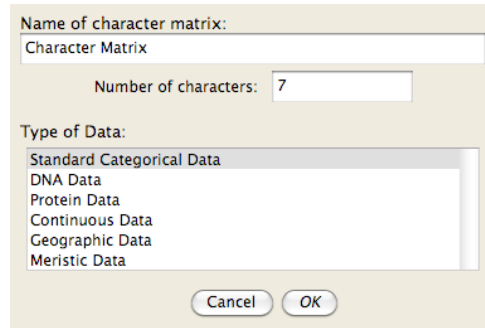 Name of character matrix:
Character Matrix
Number of characters: 7
Type of Data:
Standard Categorical Data
DNA Data
Protein Data
Continuous Data
Geographic Data
Meristic Data
Cancel OK